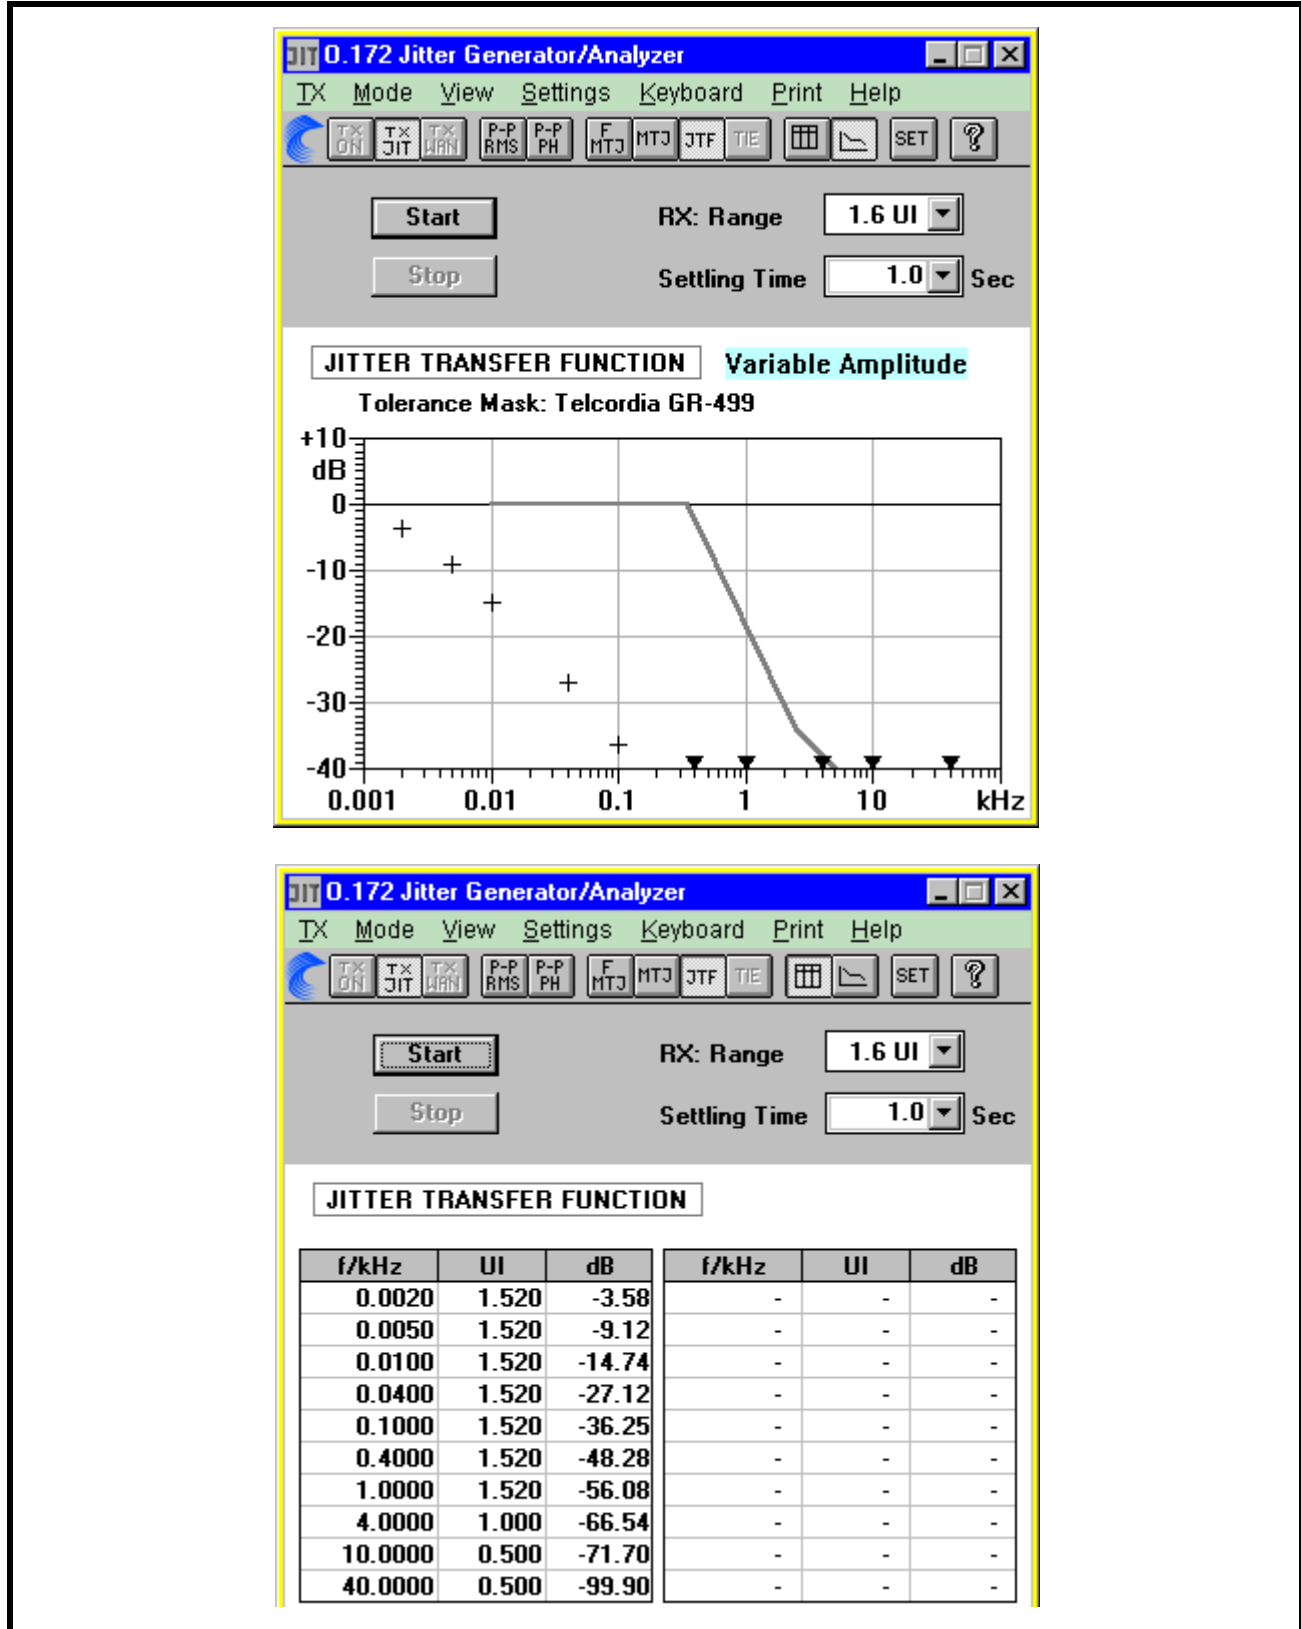 JIT O.172 Jitter Generator/Analyzer
TX Mode View Settings Keyboard Print Help
TX ON TX JIT TX WAN P-P RMS P-P PH F MTJ MTJ JTF TIE SET ?
Start RX: Range 1.6 UI
Stop Settling Time 1.0 Sec
JITTER TRANSFER FUNCTION Variable Amplitude
Tolerance Mask: Telcordia GR-499
+10
dB
0
-10
-20
-30
-40
0.001 0.01 0.1 1 10 kHz
JIT O.172 Jitter Generator/Analyzer
TX Mode View Settings Keyboard Print Help
TX ON TX JIT TX WAN P-P RMS P-P PH F MTJ MTJ JTF TIE SET ?
Start RX: Range 1.6 UI
Stop Settling Time 1.0 Sec
JITTER TRANSFER FUNCTION
f/kHz UI dB f/kHz UI dB
0.0020 1.520 -3.58 - - -
0.0050 1.520 -9.12 - - -
0.0100 1.520 -14.74 - - -
0.0400 1.520 -27.12 - - -
0.1000 1.520 -36.25 - - -
0.4000 1.520 -48.28 - - -
1.0000 1.520 -56.08 - - -
4.0000 1.000 -66.54 - - -
10.0000 0.500 -71.70 - - -
40.0000 0.500 -99.90 - - -